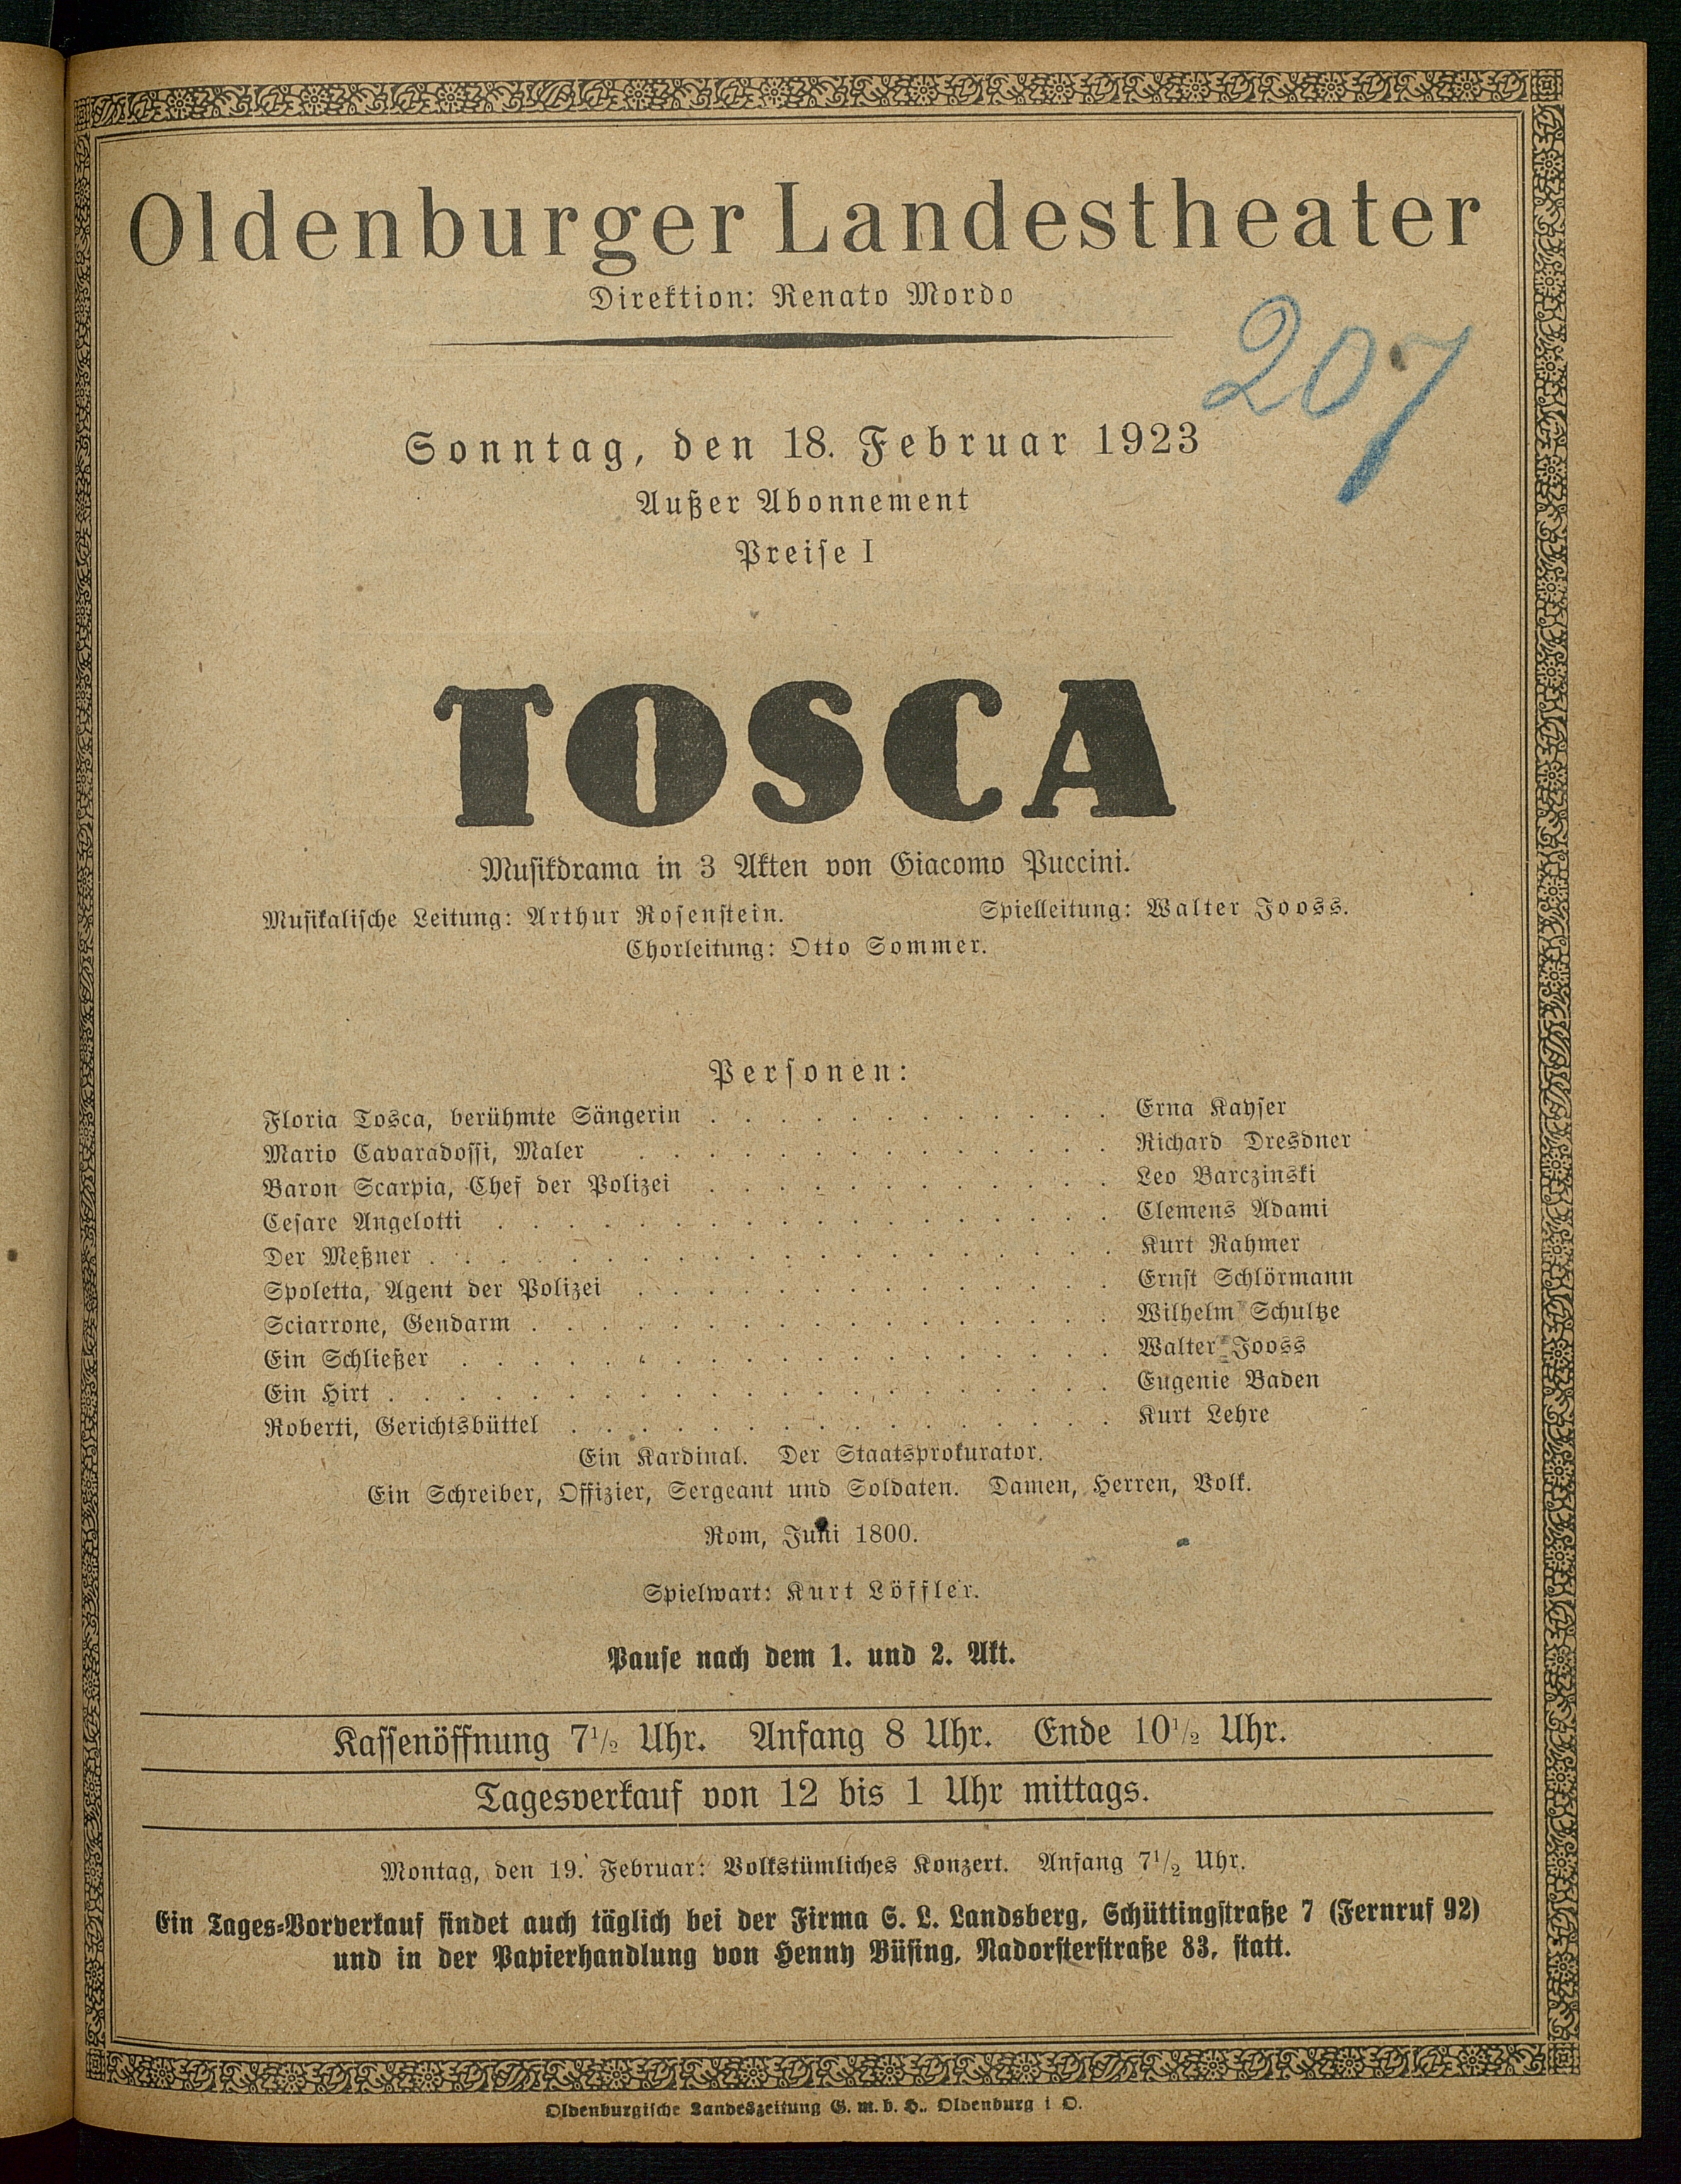 Oldenburger Landestheater
Direktion: Renato Mordo
207
Sonntag, den 18. Februar 1923
Außer Abonnement
Preise I
TOSCA
Musikdrama in 3 Akten von Giacomo Puccini.
Musikalische Leitung: Arthur Rosenstein. Spielleitung: Walter Jooss.
Chorleitung: Otto Sommer.
Personen:
Floria Tosca, berühmte Sängerin . . . . . . . . . . . . Erna Kayser
Mario Cavaradossi, Maler . . . . . . . . . . . . . . Richard Dresdner
Baron Scarpia, Chef der Polizei . . . . . . . . . . . . Leo Barczinski
Cesare Angelotti . . . . . . . . . . . . . . . . . . Clemens Adami
Der Meßner . . . . . . . . . . . . . . . . . . . . Kurt Rahmer
Spoletta, Agent der Polizei . . . . . . . . . . . . . . Ernst Schlörmann
Sciarrone, Gendarm . . . . . . . . . . . . . . . . . Wilhelm Schultze
Ein Schließer . . . . . . . . . . . . . . . . . . . Walter Jooss
Ein Hirt . . . . . . . . . . . . . . . . . . . . . Eugenie Baden
Roberti, Gerichtsbüttel . . . . . . . . . . . . . . . . Kurt Lehre
Ein Kardinal. Der Staatsprokurator.
Ein Schreiber, Offizier, Sergeant und Soldaten. Damen, Herren, Volk.
Rom, Juni 1800.
Spielwart: Kurt Löffler.
Pause nach dem 1. und 2. Akt.
Kassenöffnung 7½ Uhr. Anfang 8 Uhr. Ende 10½ Uhr.
Tagesverkauf von 12 bis 1 Uhr mittags.
Montag, den 19. Februar: Volkstümliches Konzert. Anfang 7½ Uhr.
Ein Tages-Vorverkauf findet auch täglich bei der Firma S. L. Landsberg, Schüttingstraße 7 (Fernruf 92)
und in der Papierhandlung von Henny Büsing, Nadorsterstraße 83, statt.
Oldenburgische Landeszeitung G. m. b. H., Oldenburg i O.